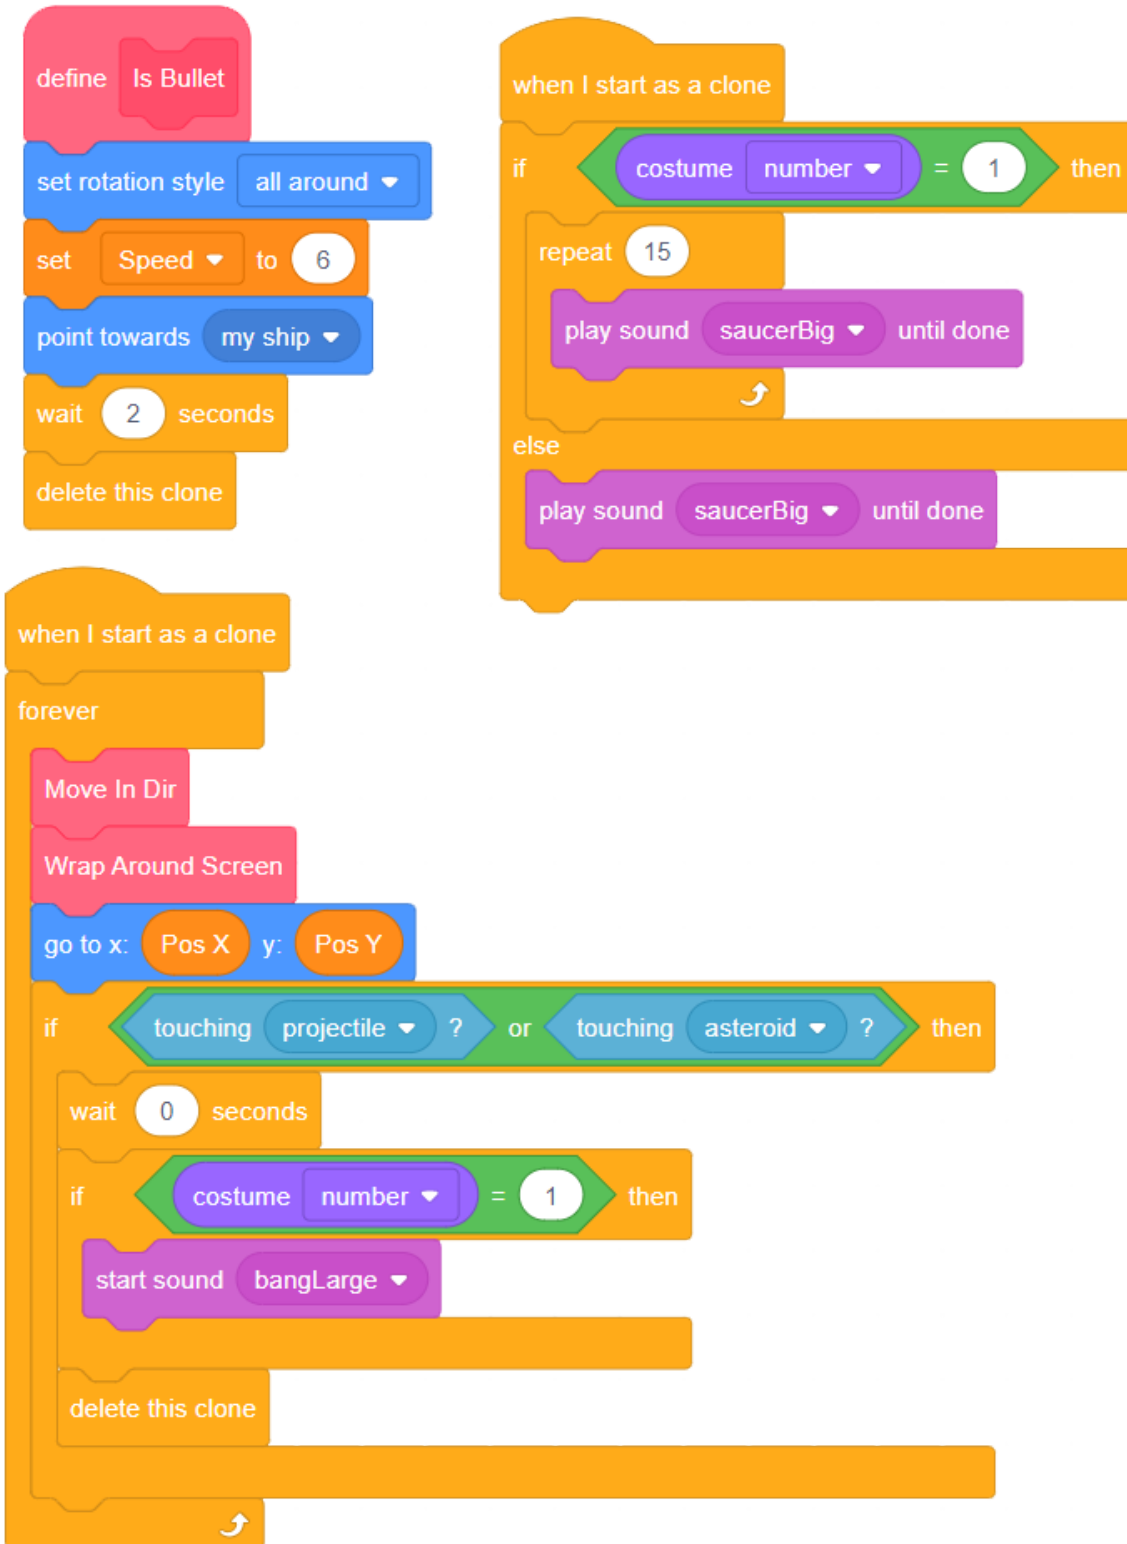 define Is Bullet
set rotation style all around
set Speed to 6
point towards my ship
wait 2 seconds
delete this clone
when I start as a clone
if costume number = 1 then
repeat 15
play sound saucerBig until done
else
play sound saucerBig until done
when I start as a clone
forever
Move In Dir
Wrap Around Screen
go to x: Pos X y: Pos Y
if touching projectile ? or touching asteroid ? then
wait 0 seconds
if costume number = 1 then
start sound bangLarge
delete this clone